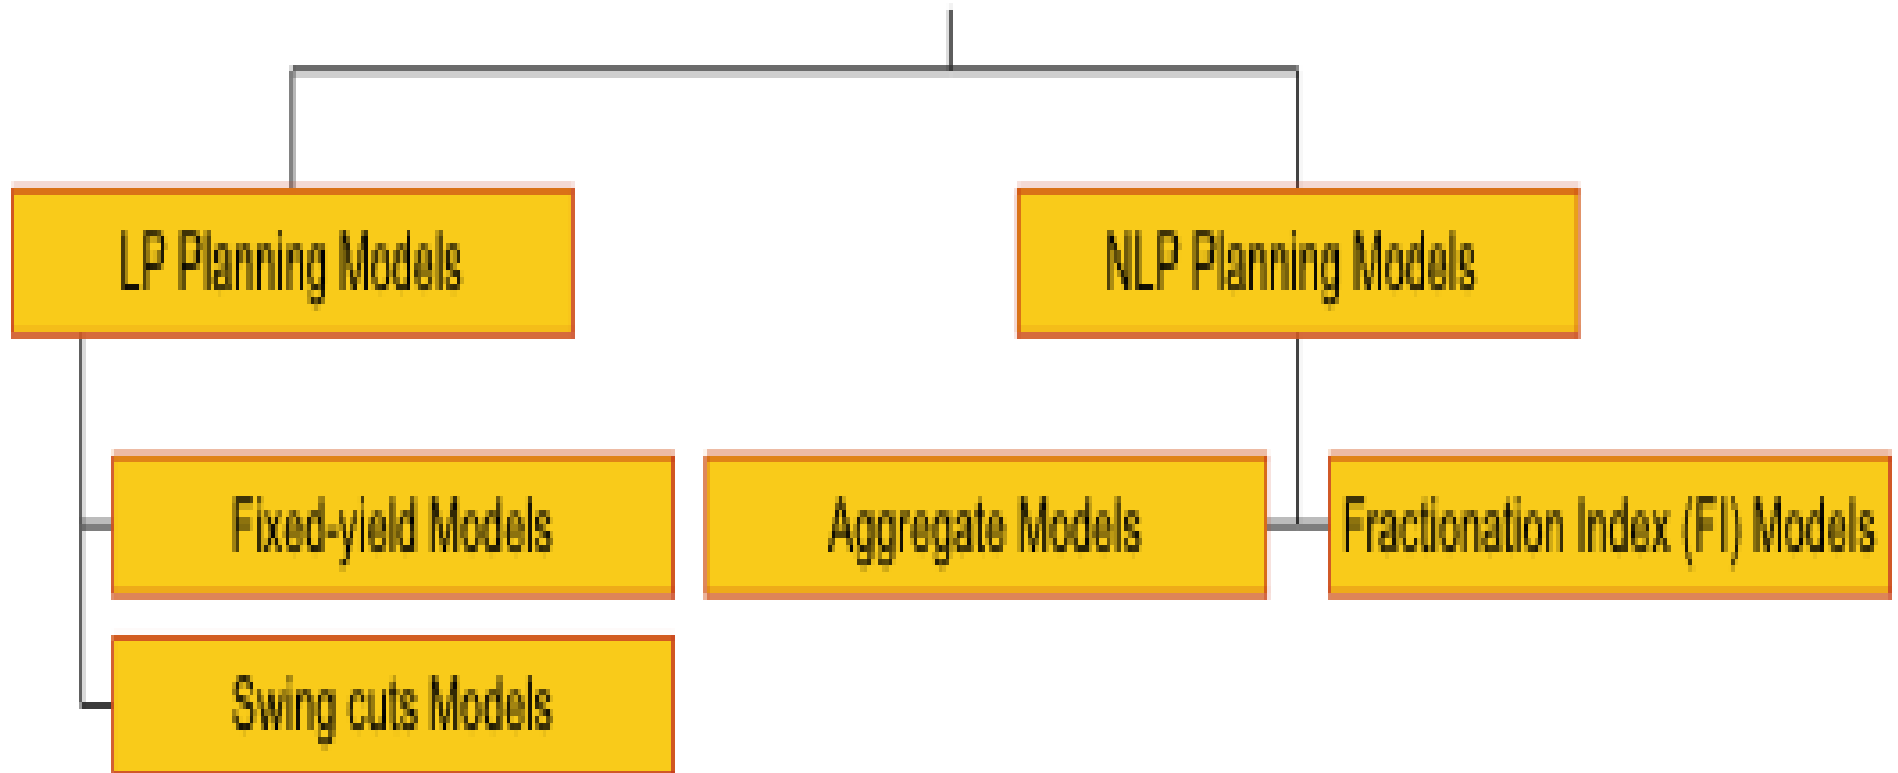 LP Planning Models
NLP Planning Models
Fixed-yield Models
Aggregate Models
Fractionation Index (FI) Models
Swing cuts Models